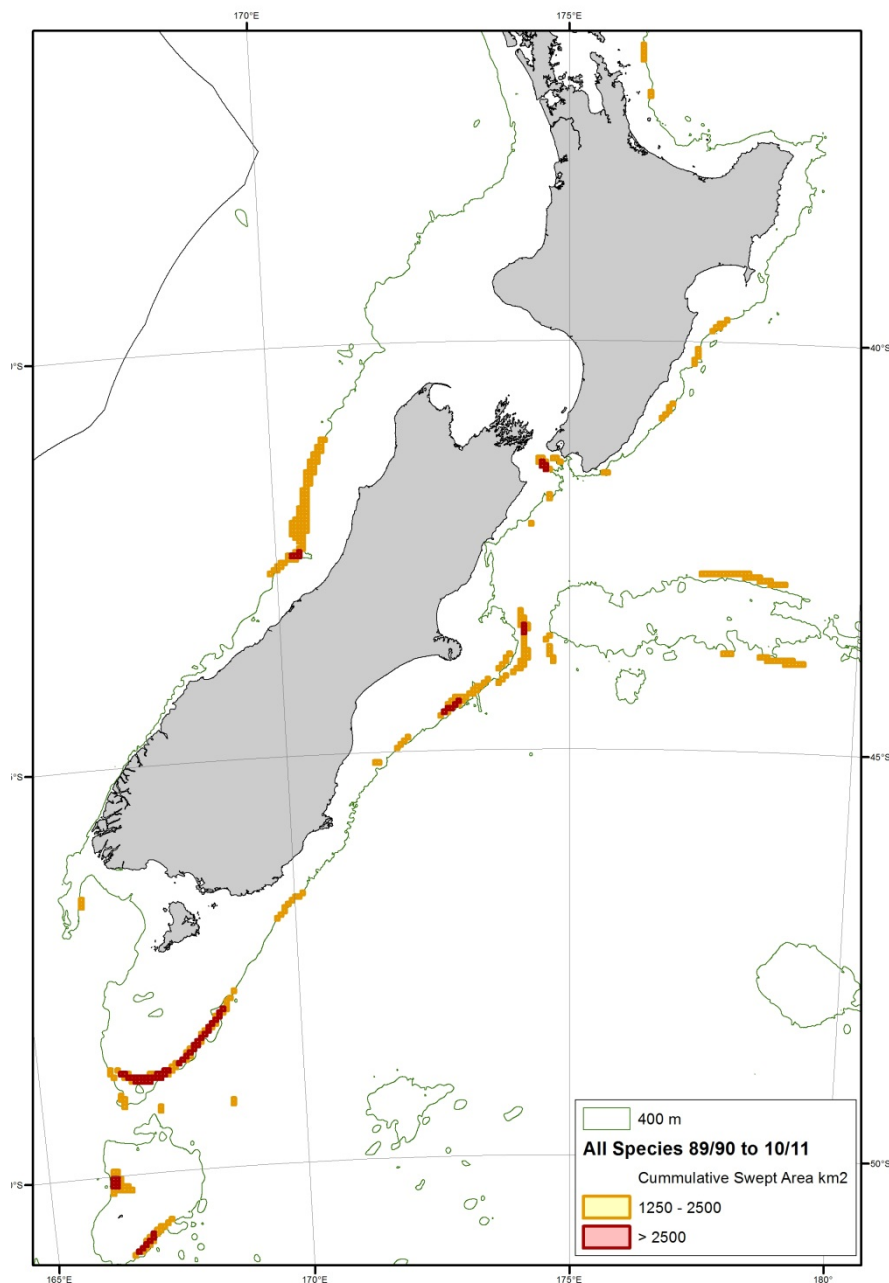 170°E 175°E
40°S
45°S
50°S
165°E 170°E 175°E 180°
400 m
All Species 89/90 to 10/11
Cummulative Swept Area km2
1250 - 2500
> 2500